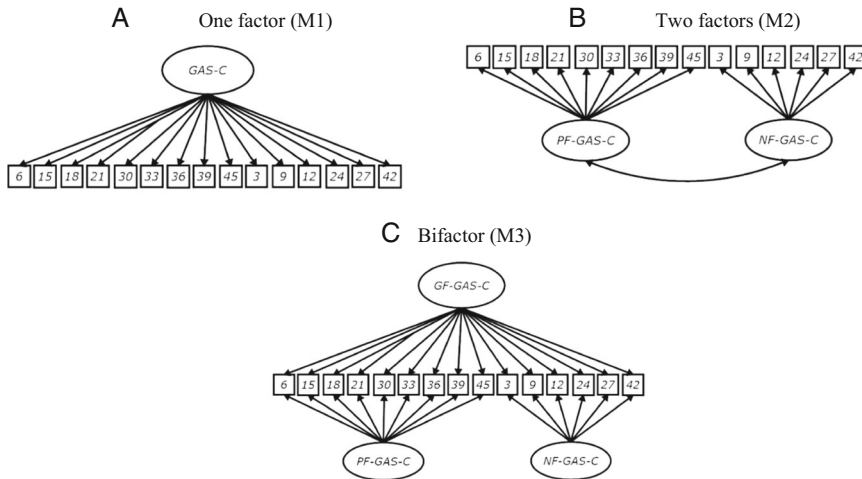 A One factor (M1)
GAS-C
6 15 18 21 30 33 36 39 45 3 9 12 24 27 42
B Two factors (M2)
6 15 18 21 30 33 36 39 45 3 9 12 24 27 42
PF-GAS-C NF-GAS-C
C Bifactor (M3)
GF-GAS-C
6 15 18 21 30 33 36 39 45 3 9 12 24 27 42
PF-GAS-C NF-GAS-C